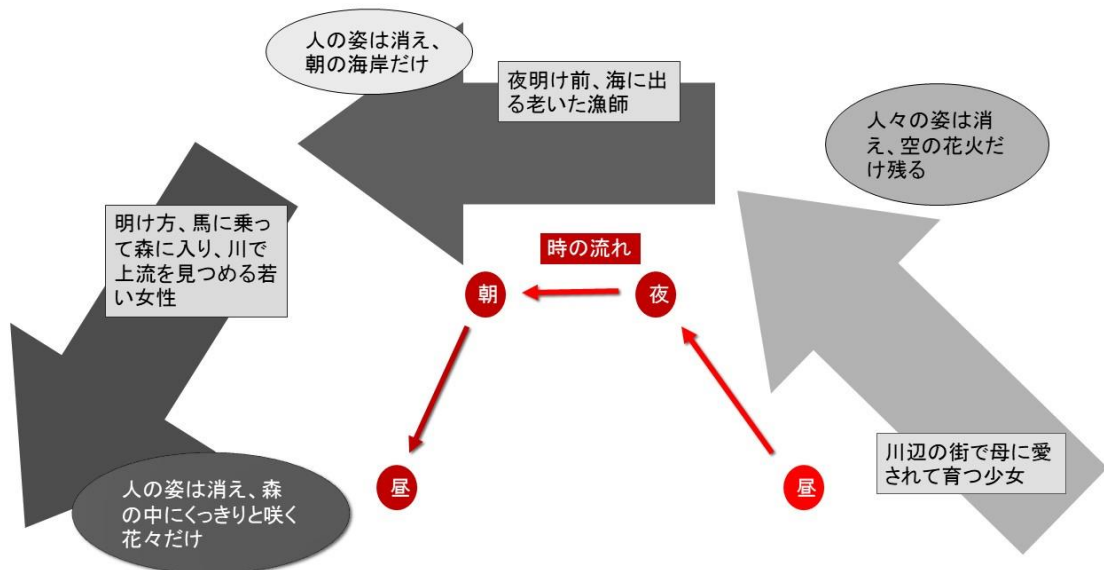 人の姿は消え、
朝の海岸だけ
夜明け前、海に出
る老いた漁師
人々の姿は消
え、空の花火だ
け残る
明け方、馬に乗っ
て森に入り、川で
上流を見つめる若
い女性
時の流れ
朝
夜
川辺の街で母に愛
されて育つ少女
人の姿は消え、森
の中にくっきりと咲く
花々だけ
昼
昼